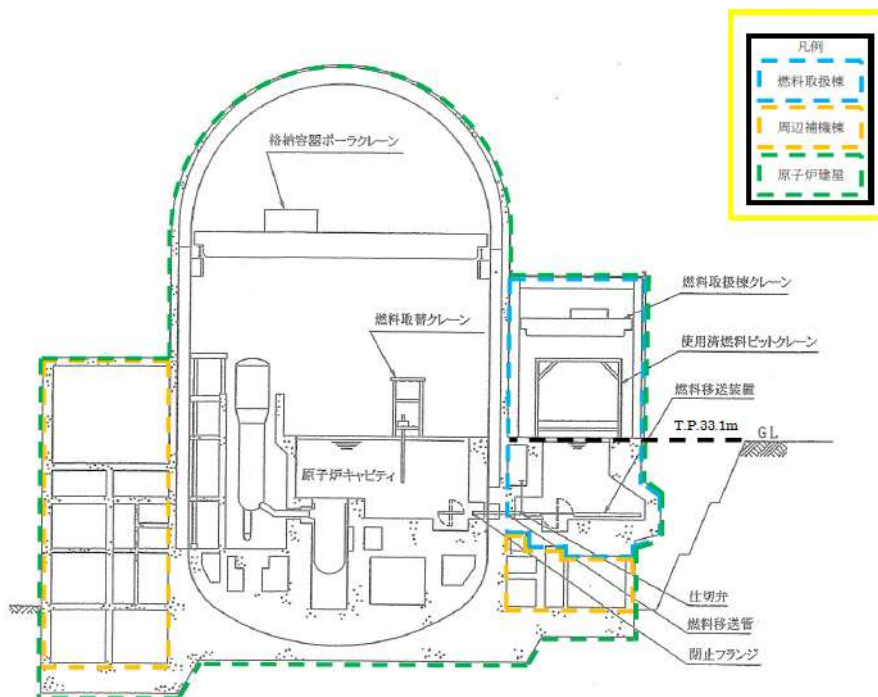 凡例
燃料取扱棟
周辺補機棟
原子炉建屋
格納容器ポーラクレーン
燃料取扱棟クレーン
燃料取替クレーン
使用済燃料ピットクレーン
燃料移送装置
T.P.33.1m
GL
原子炉キャビティ
仕切弁
燃料移送管
閉止フランジ